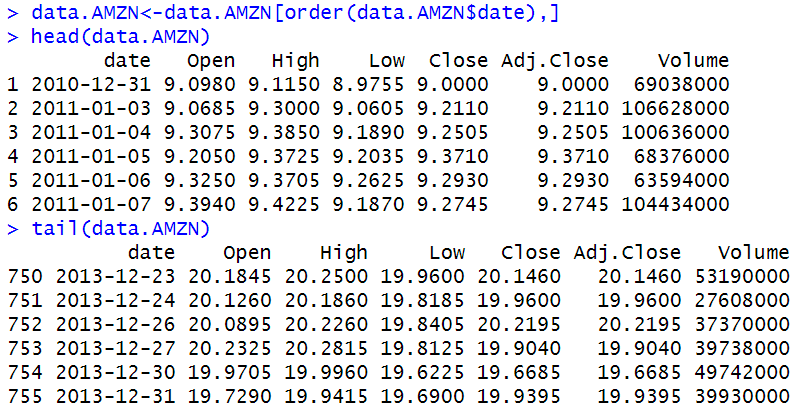 > data.AMZN<-data.AMZN[order(data.AMZN$date),]
> head(data.AMZN)
        date   Open   High    Low  Close Adj.Close    Volume
1 2010-12-31 9.0980 9.1150 8.9755 9.0000    9.0000  69038000
2 2011-01-03 9.0685 9.3000 9.0605 9.2110    9.2110 106628000
3 2011-01-04 9.3075 9.3850 9.1890 9.2505    9.2505 100636000
4 2011-01-05 9.2050 9.3725 9.2035 9.3710    9.3710  68376000
5 2011-01-06 9.3250 9.3705 9.2625 9.2930    9.2930  63594000
6 2011-01-07 9.3940 9.4225 9.1870 9.2745    9.2745 104434000
> tail(data.AMZN)
          date    Open    High     Low   Close Adj.Close   Volume
750 2013-12-23 20.1845 20.2500 19.9600 20.1460   20.1460 53190000
751 2013-12-24 20.1260 20.1860 19.8185 19.9600   19.9600 27608000
752 2013-12-26 20.0895 20.2260 19.8405 20.2195   20.2195 37370000
753 2013-12-27 20.2325 20.2815 19.8125 19.9040   19.9040 39738000
754 2013-12-30 19.9705 19.9960 19.6225 19.6685   19.6685 49742000
755 2013-12-31 19.7290 19.9415 19.6900 19.9395   19.9395 39930000